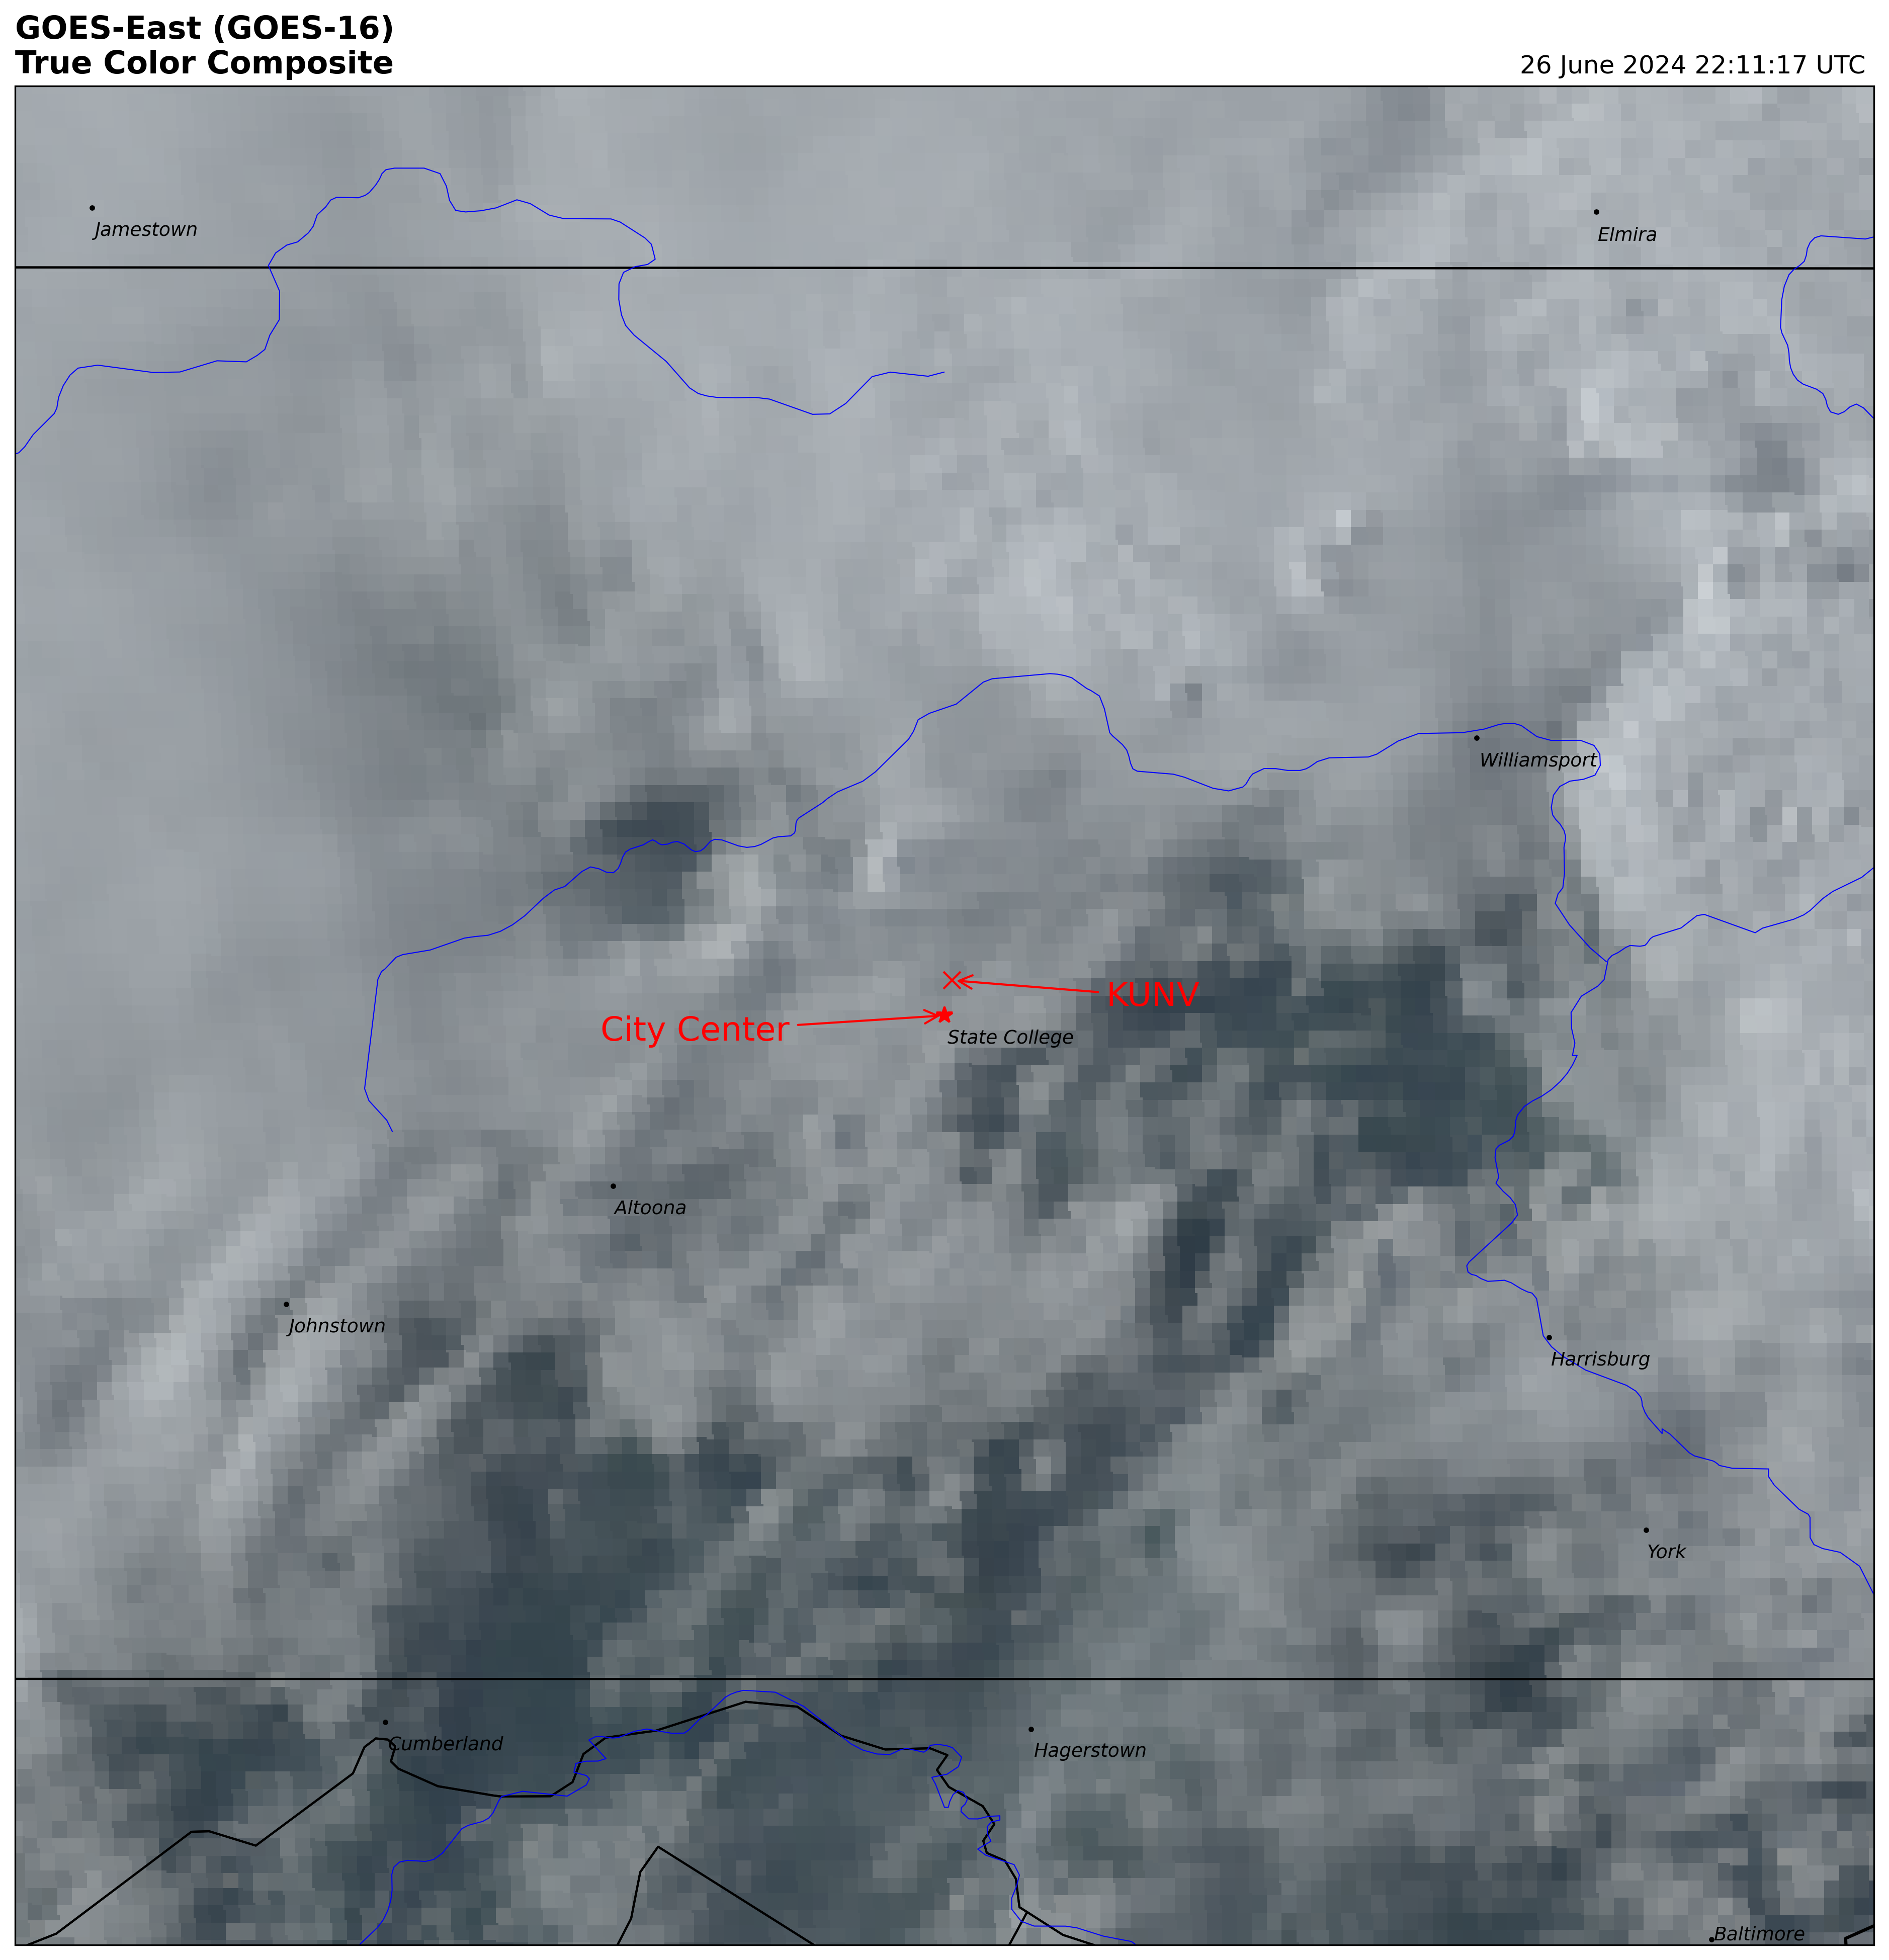 GOES-East (GOES-16)
True Color Composite
26 June 2024 22:11:17 UTC
Jamestown
Elmira
Williamsport
KUNV
City Center
State College
Altoona
Johnstown
Harrisburg
York
Cumberland
Hagerstown
Baltimore